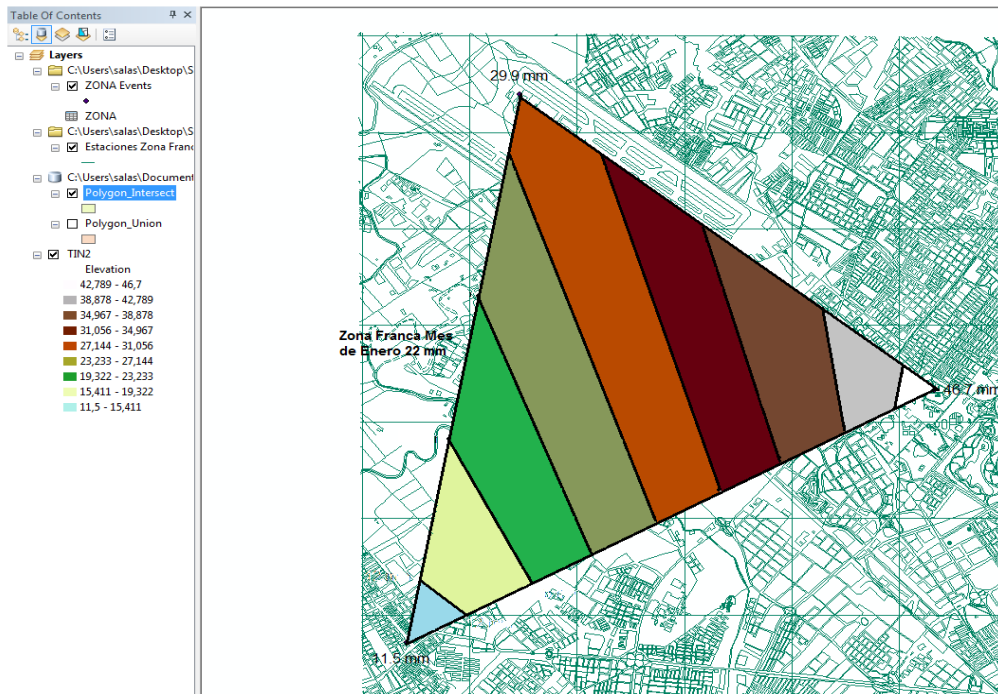 Table Of Contents
Layers
C:\Users\salas\Desktop\S
ZONA Events
ZONA
C:\Users\salas\Desktop\S
Estaciones Zona Franc
C:\Users\salas\Document
Polygon_Intersect
Polygon_Union
TIN2
Elevation
42,789 - 46,7
38,878 - 42,789
34,967 - 38,878
31,056 - 34,967
27,144 - 31,056
23,233 - 27,144
19,322 - 23,233
15,411 - 19,322
11,5 - 15,411
29.9 mm
Zona Franca Mes
de Enero 22 mm
46.7 mm
11.5 mm